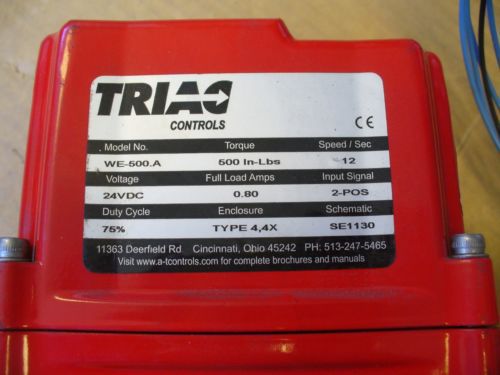 TRIAC
CONTROLS
CE
Model No. Torque Speed / Sec
WE-500.A 500 In-Lbs 12
Voltage Full Load Amps Input Signal
24VDC 0.80 2-POS
Duty Cycle Enclosure Schematic
75% TYPE 4,4X SE1130
11363 Deerfield Rd Cincinnati, Ohio 45242 PH: 513-247-5465
Visit www.a-tcontrols.com for complete brochures and manuals